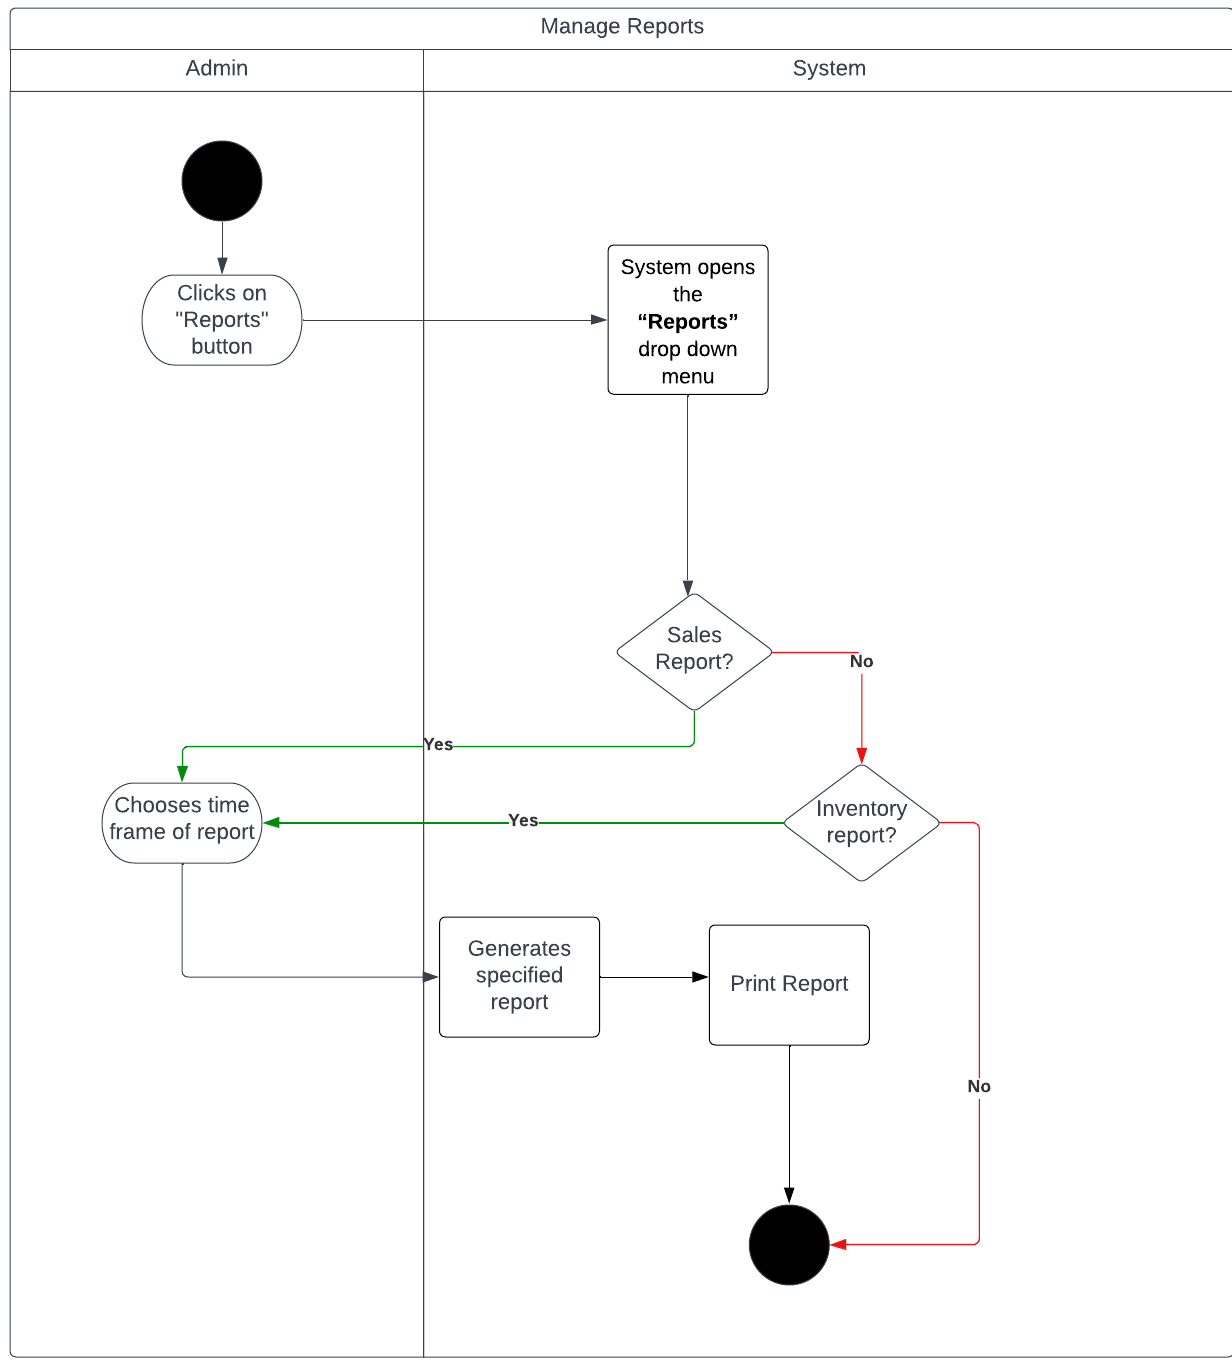 Manage Reports
Admin
System
Clicks on
"Reports"
button
System opens
the
“Reports”
drop down
menu
Sales
Report?
No
Yes
Chooses time
frame of report
Yes
Inventory
report?
Generates
specified
report
Print Report
No